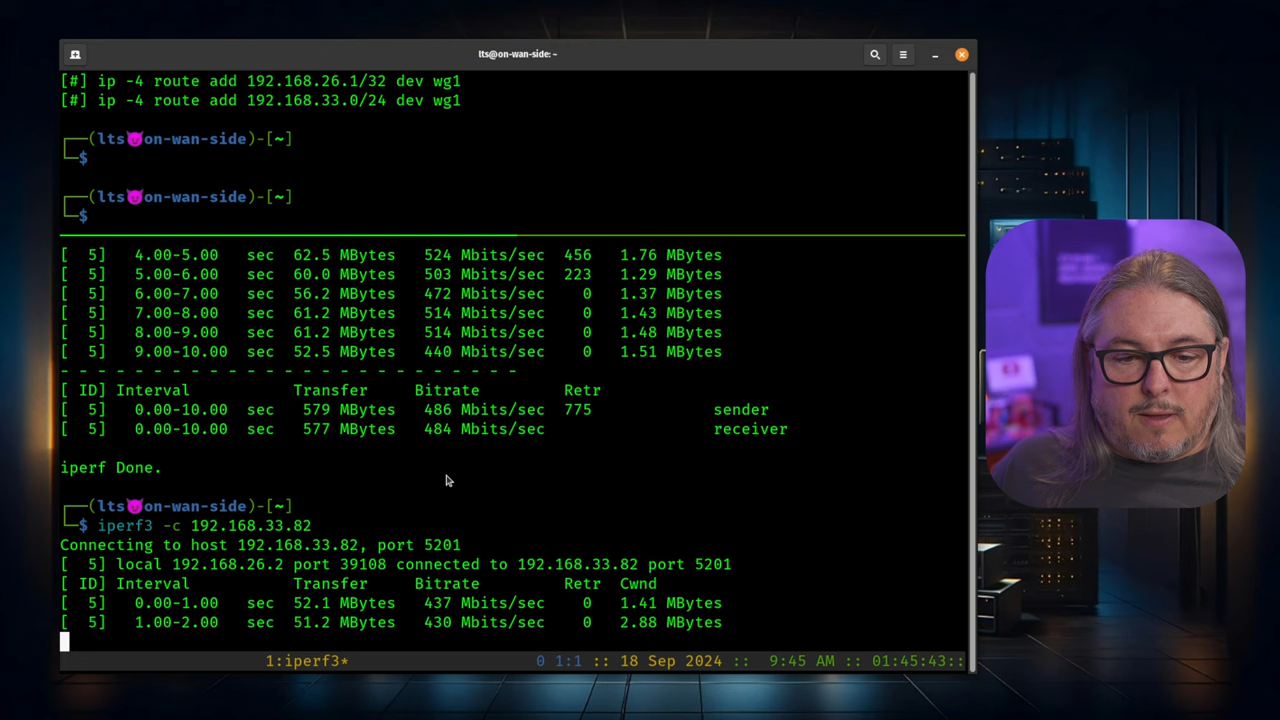 lts@on-wan-side: ~
[#] ip -4 route add 192.168.26.1/32 dev wg1
[#] ip -4 route add 192.168.33.0/24 dev wg1
┌──(lts😈on-wan-side)-[~]
└─$
┌──(lts😈on-wan-side)-[~]
└─$
[  5]   4.00-5.00   sec  62.5 MBytes   524 Mbits/sec  456   1.76 MBytes
[  5]   5.00-6.00   sec  60.0 MBytes   503 Mbits/sec  223   1.29 MBytes
[  5]   6.00-7.00   sec  56.2 MBytes   472 Mbits/sec    0   1.37 MBytes
[  5]   7.00-8.00   sec  61.2 MBytes   514 Mbits/sec    0   1.43 MBytes
[  5]   8.00-9.00   sec  61.2 MBytes   514 Mbits/sec    0   1.48 MBytes
[  5]   9.00-10.00  sec  52.5 MBytes   440 Mbits/sec    0   1.51 MBytes
- - - - - - - - - - - - - - - - - - - - - - - - -
[ ID] Interval           Transfer     Bitrate         Retr
[  5]   0.00-10.00  sec   579 MBytes   486 Mbits/sec  775             sender
[  5]   0.00-10.00  sec   577 MBytes   484 Mbits/sec                  receiver
iperf Done.
┌──(lts😈on-wan-side)-[~]
└─$ iperf3 -c 192.168.33.82
Connecting to host 192.168.33.82, port 5201
[  5] local 192.168.26.2 port 39108 connected to 192.168.33.82 port 5201
[ ID] Interval           Transfer     Bitrate         Retr  Cwnd
[  5]   0.00-1.00   sec  52.1 MBytes   437 Mbits/sec    0   1.41 MBytes
[  5]   1.00-2.00   sec  51.2 MBytes   430 Mbits/sec    0   2.88 MBytes
1:iperf3* 0 1:1 :: 18 Sep 2024 ::  9:45 AM :: 01:45:43::